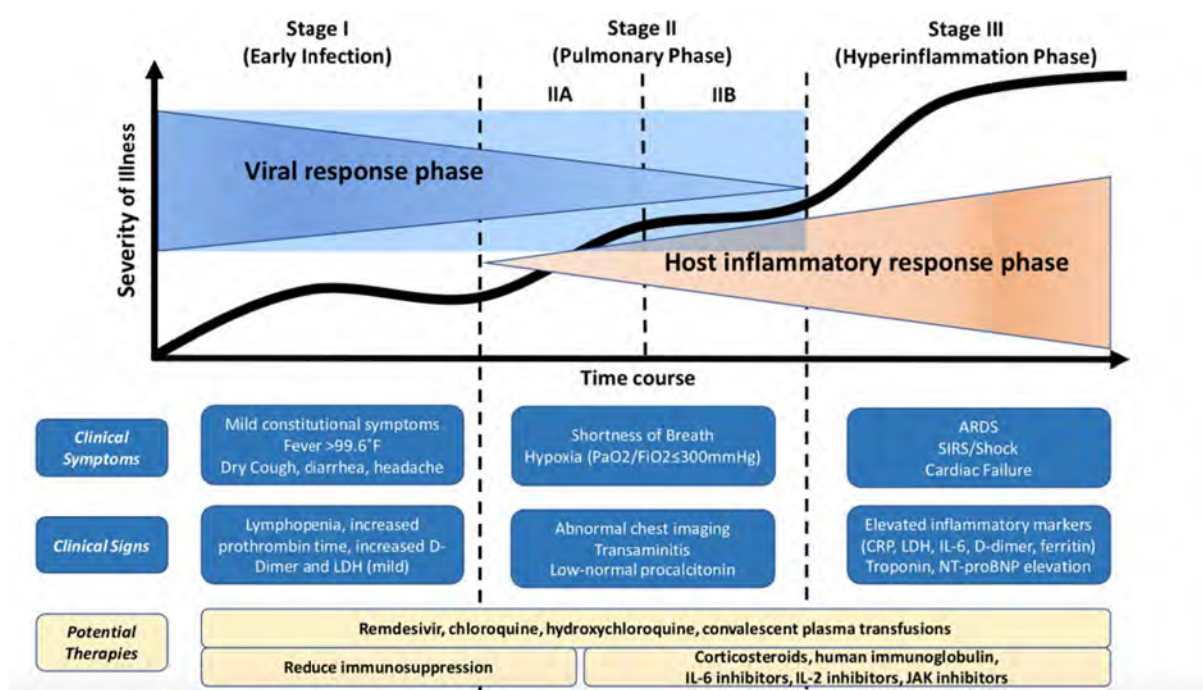 Stage I
(Early Infection)
Stage II
(Pulmonary Phase)
Stage III
(Hyperinflammation Phase)
IIA
IIB
Severity of Illness
Viral response phase
Host inflammatory response phase
Time course
Clinical
Symptoms
Mild constitutional symptoms
Fever >99.6°F
Dry Cough, diarrhea, headache
Shortness of Breath
Hypoxia (PaO2/FiO2≤300mmHg)
ARDS
SIRS/Shock
Cardiac Failure
Clinical Signs
Lymphopenia, increased
prothrombin time, increased D-
Dimer and LDH (mild)
Abnormal chest imaging
Transaminitis
Low-normal procalcitonin
Elevated inflammatory markers
(CRP, LDH, IL-6, D-dimer, ferritin)
Troponin, NT-proBNP elevation
Potential
Therapies
Remdesivir, chloroquine, hydroxychloroquine, convalescent plasma transfusions
Reduce immunosuppression
Corticosteroids, human immunoglobulin,
IL-6 inhibitors, IL-2 inhibitors, JAK inhibitors